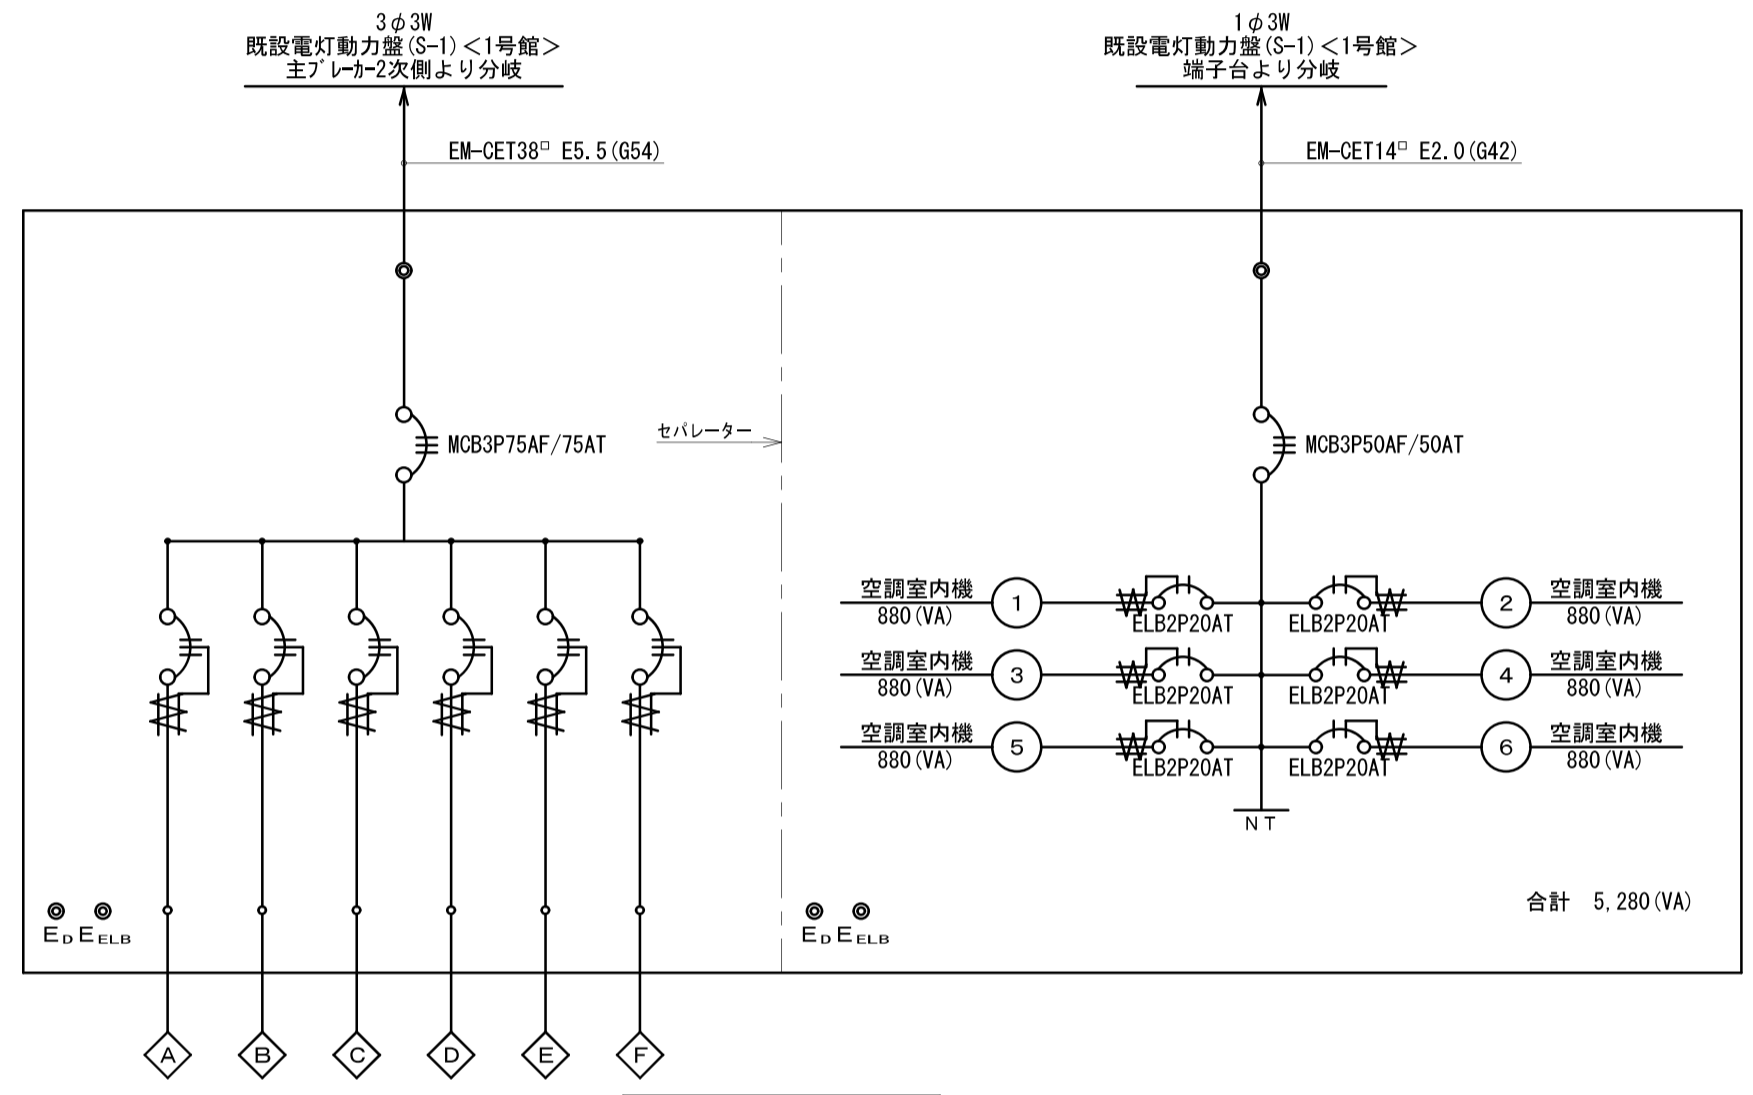 3φ3W
既設電灯動力盤(S-1)<1号館>
主ブレーカー2次側より分岐
EM-CET38□ E5.5(G54)
1φ3W
既設電灯動力盤(S-1)<1号館>
端子台より分岐
EM-CET14□ E2.0(G42)
MCB3P75AF/75AT
セパレーター
MCB3P50AF/50AT
空調室内機
880(VA)
1
ELB2P20AT
ELB2P20AT
2
空調室内機
880(VA)
空調室内機
880(VA)
3
ELB2P20AT
ELB2P20AT
4
空調室内機
880(VA)
空調室内機
880(VA)
5
ELB2P20AT
ELB2P20AT
6
空調室内機
880(VA)
NT
合計 5,280(VA)
ED EELB
ED EELB
A
B
C
D
E
F